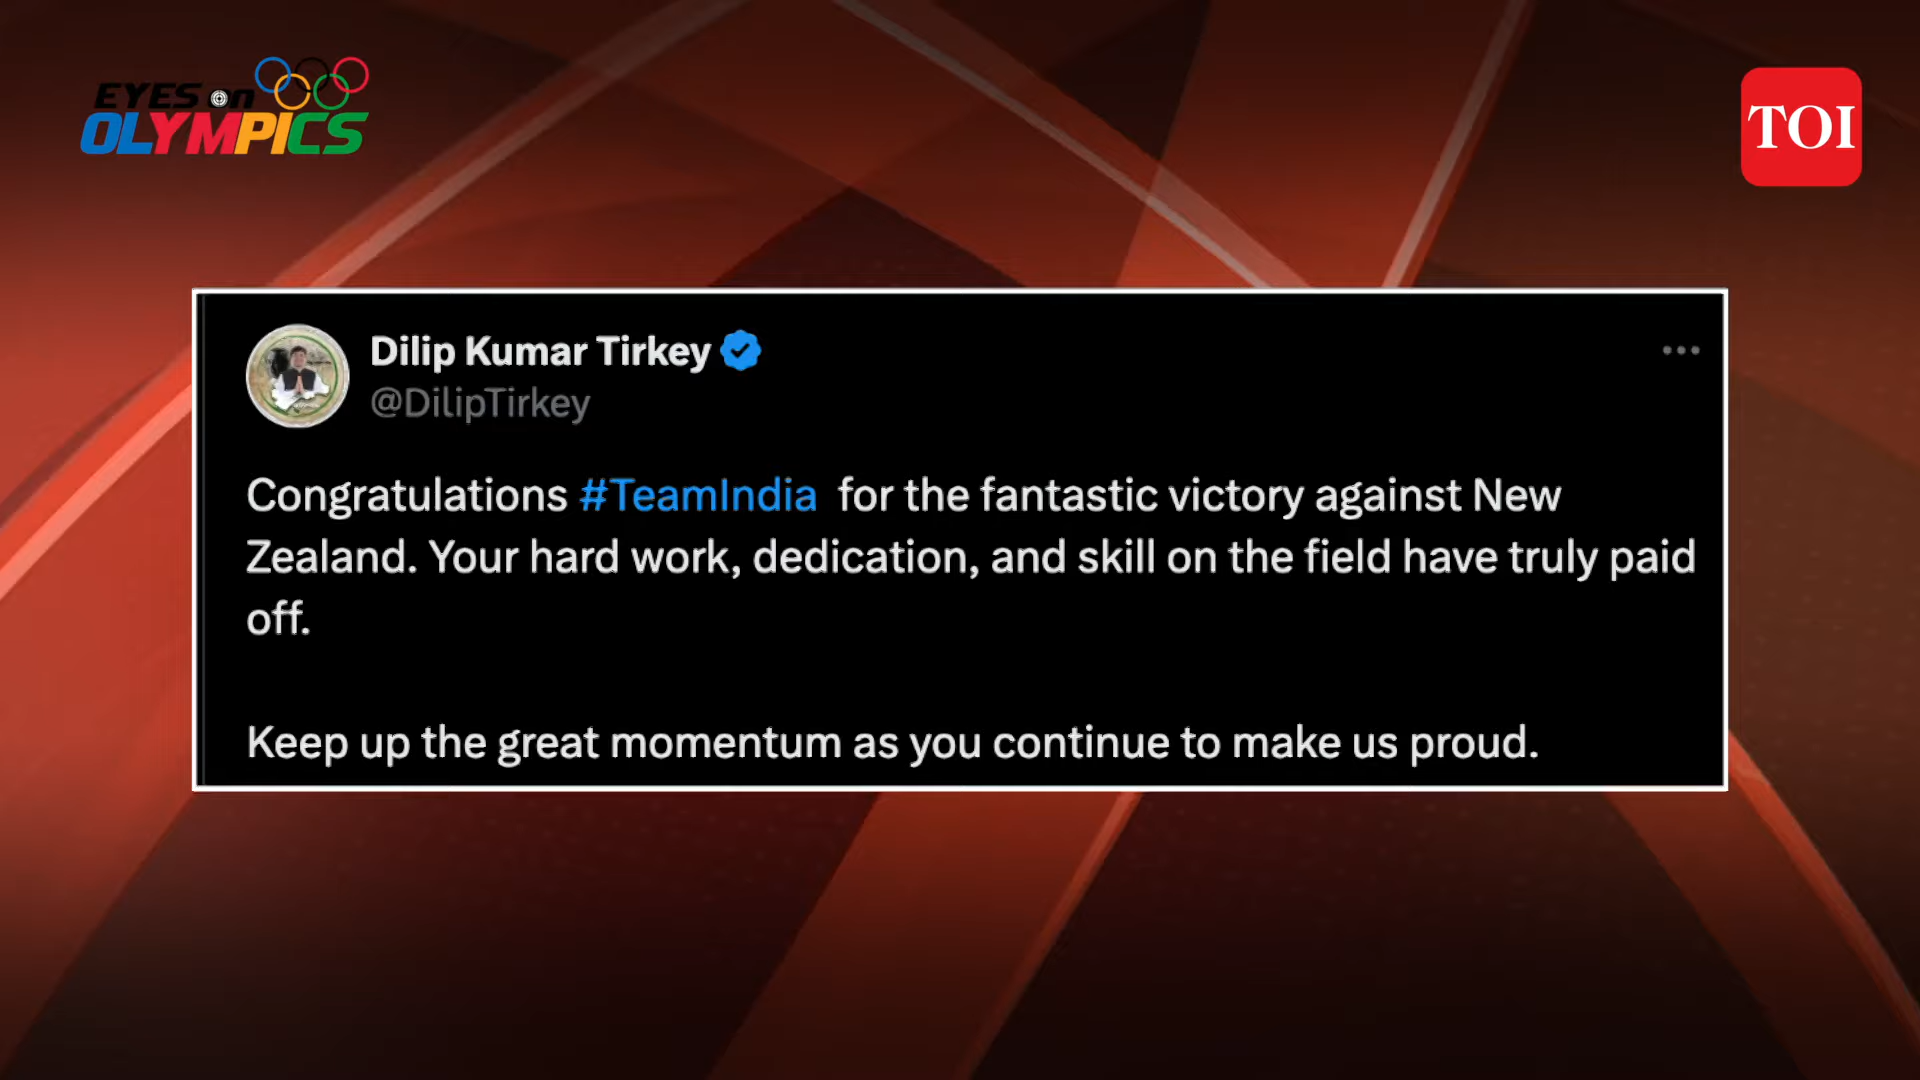 EYES on
OLYMPICS
TOI
Dilip Kumar Tirkey
@DilipTirkey
Congratulations #TeamIndia for the fantastic victory against New
Zealand. Your hard work, dedication, and skill on the field have truly paid
off.
Keep up the great momentum as you continue to make us proud.